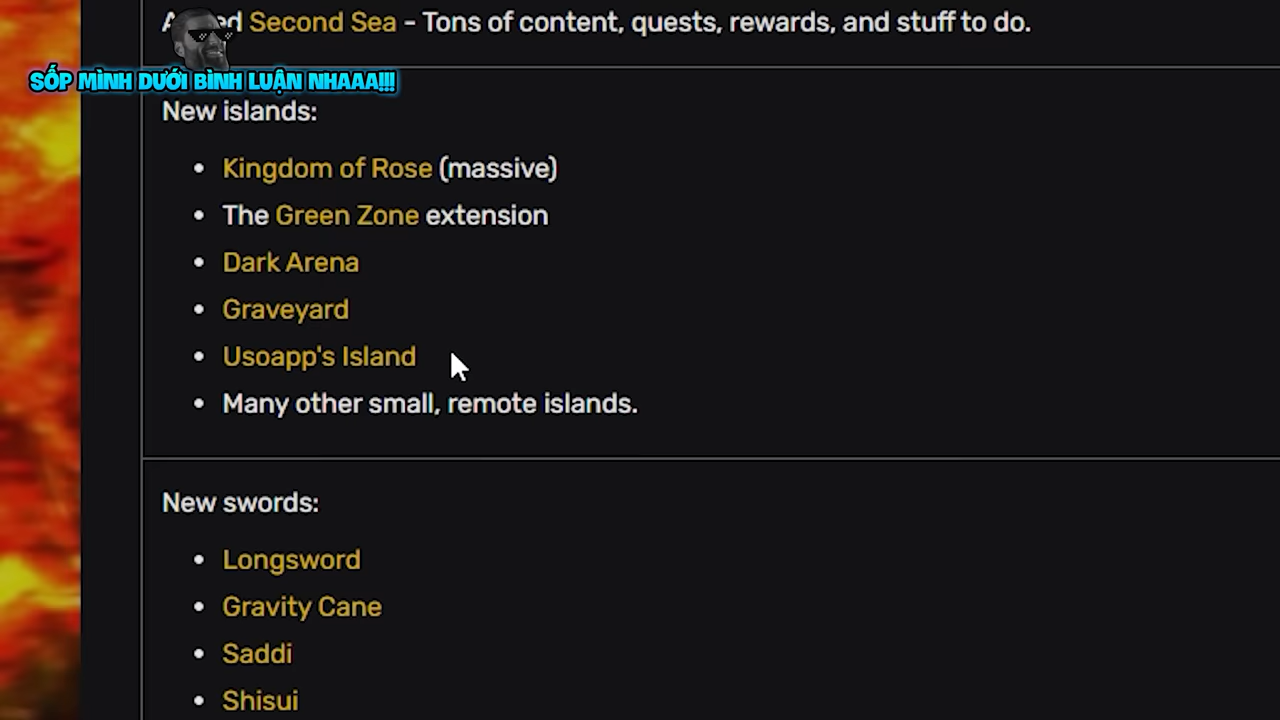 Second Sea - Tons of content, quests, rewards, and stuff to do.
SỐP MÌNH DƯỚI BÌNH LUẬN NHAAA!!!
New islands:
• Kingdom of Rose (massive)
• The Green Zone extension
• Dark Arena
• Graveyard
• Usoapp's Island
• Many other small, remote islands.
New swords:
• Longsword
• Gravity Cane
• Saddi
• Shisui